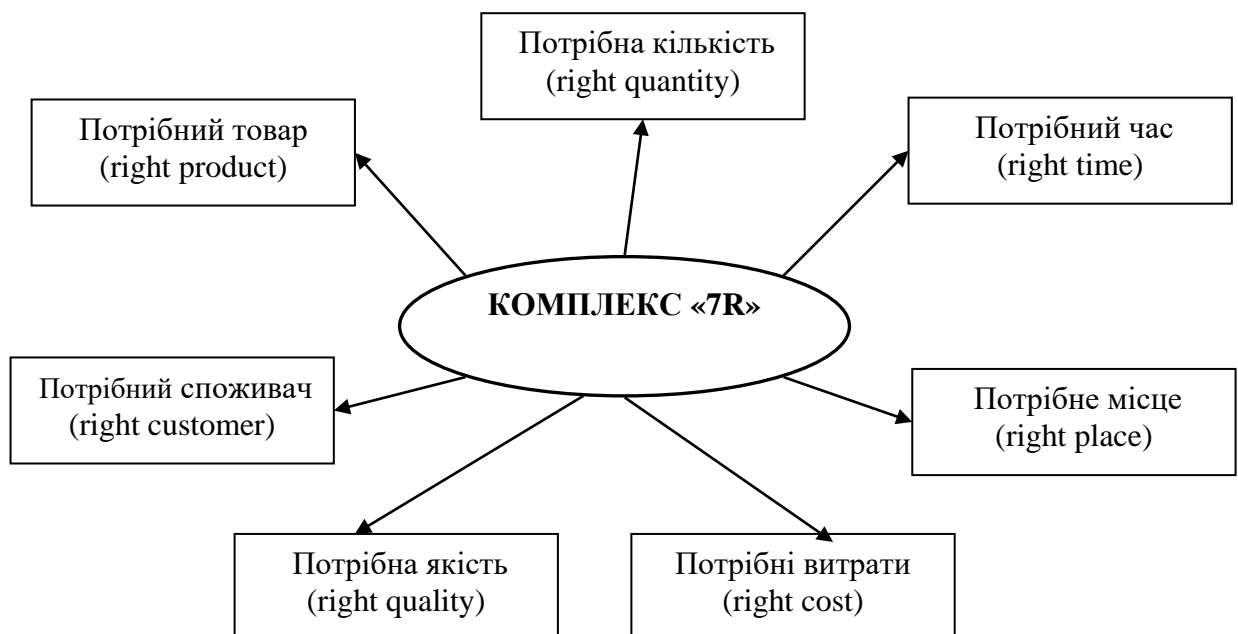 Потрібна кількість
(right quantity)
Потрібний товар
(right product)
Потрібний час
(right time)
КОМПЛЕКС «7R»
Потрібний споживач
(right customer)
Потрібне місце
(right place)
Потрібна якість
(right quality)
Потрібні витрати
(right cost)